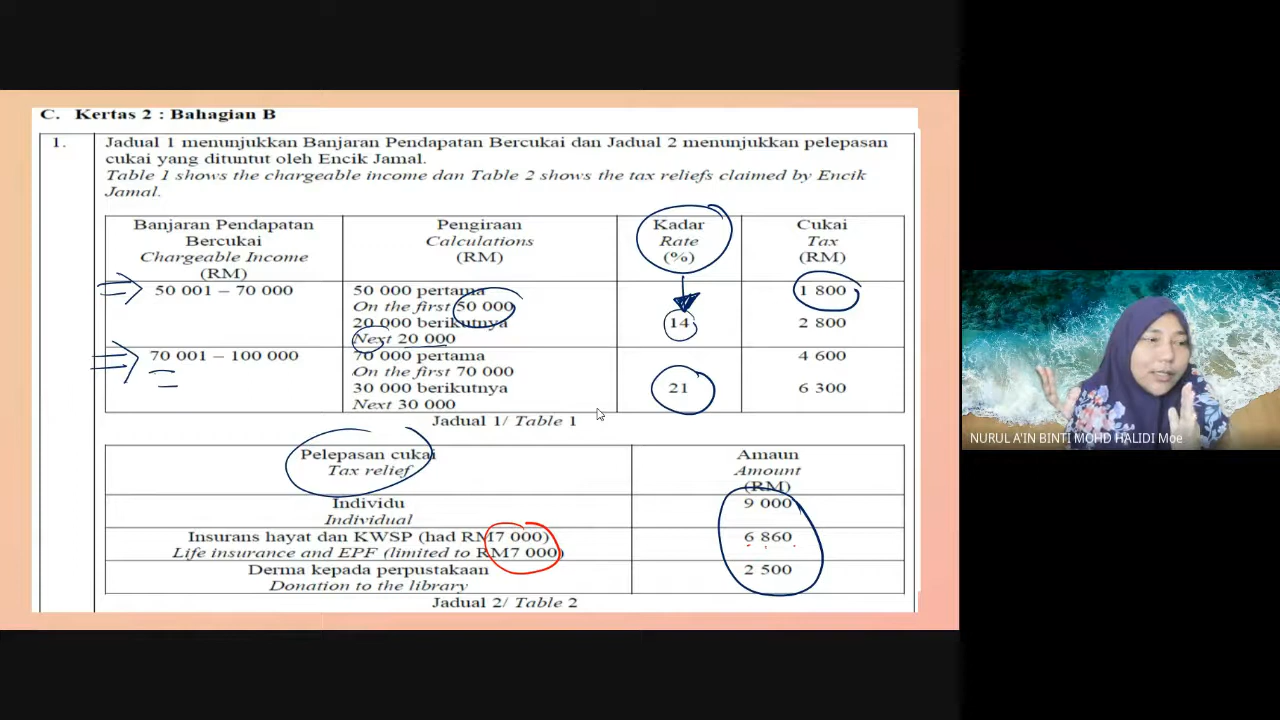 C. Kertas 2 : Bahagian B
1.
Jadual 1 menunjukkan Banjaran Pendapatan Bercukai dan Jadual 2 menunjukkan pelepasan
cukai yang dituntut oleh Encik Jamal.
Table 1 shows the chargeable income dan Table 2 shows the tax reliefs claimed by Encik
Jamal.
Banjaran Pendapatan
Bercukai
Chargeable Income
(RM)
Pengiraan
Calculations
(RM)
Kadar
Rate
(%)
Cukai
Tax
(RM)
50 001 – 70 000
50 000 pertama
On the first 50 000
20 000 berikutnya
Next 20 000
14
1 800
2 800
70 001 – 100 000
70 000 pertama
On the first 70 000
30 000 berikutnya
Next 30 000
21
4 600
6 300
Jadual 1/ Table 1
Pelepasan cukai
Tax relief
Amaun
Amount
(RM)
Individu
Individual
9 000
Insurans hayat dan KWSP (had RM7 000)
Life insurance and EPF (limited to RM7 000)
6 860
Derma kepada perpustakaan
Donation to the library
2 500
Jadual 2/ Table 2
NURUL A'IN BINTI MOHD HALIDI Moe